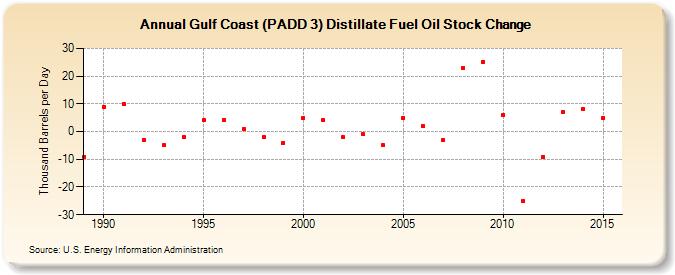 Annual Gulf Coast (PADD 3) Distillate Fuel Oil Stock Change
Thousand Barrels per Day
30
20
10
0
-10
-20
-30
1990 1995 2000 2005 2010 2015
Source: U.S. Energy Information Administration